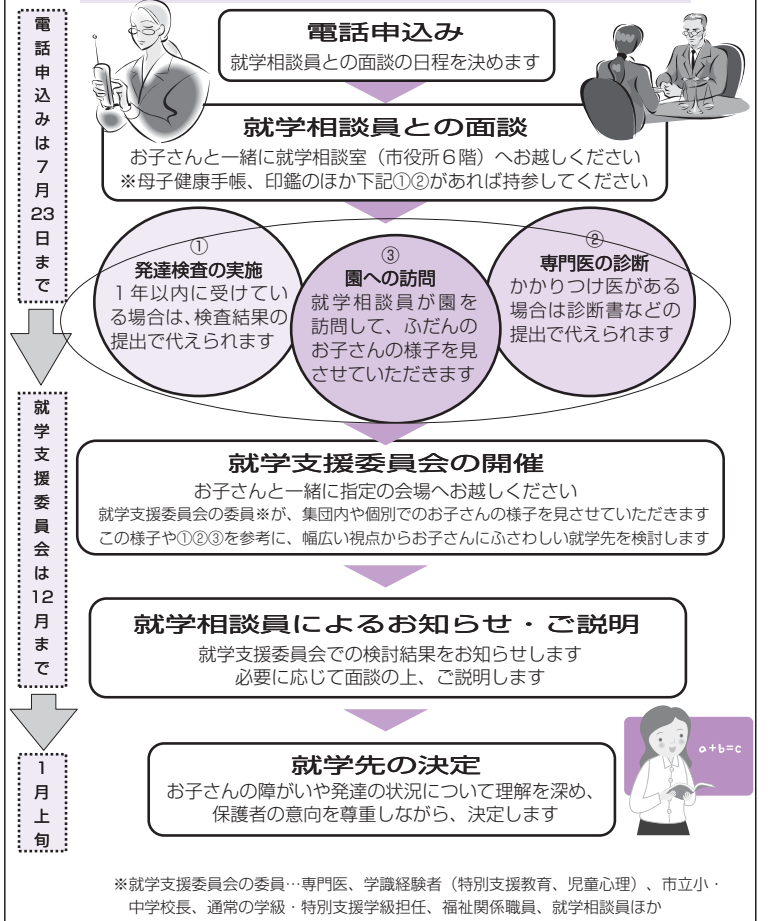 電話申込みは7月23日まで
電話申込み
就学相談員との面談の日程を決めます
就学相談員との面談
お子さんと一緒に就学相談室（市役所６階）へお越しください
※母子健康手帳、印鑑のほか下記①②があれば持参してください
①
発達検査の実施
１年以内に受けてい
る場合は、検査結果の
提出で代えられます
③
園への訪問
就学相談員が園を
訪問して、ふだんの
お子さんの様子を見
させていただきます
②
専門医の診断
かかりつけ医がある
場合は診断書などの
提出で代えられます
就学支援委員会は12月まで
就学支援委員会の開催
お子さんと一緒に指定の会場へお越しください
就学支援委員会の委員※が、集団内や個別でのお子さんの様子を見させていただきます
この様子や①②③を参考に、幅広い視点からお子さんにふさわしい就学先を検討します
就学相談員によるお知らせ・ご説明
就学支援委員会での検討結果をお知らせします
必要に応じて面談の上、ご説明します
1月上旬
就学先の決定
お子さんの障がいや発達の状況について理解を深め、
保護者の意向を尊重しながら、決定します
a+b=c
※就学支援委員会の委員…専門医、学識経験者（特別支援教育、児童心理）、市立小・
中学校長、通常の学級・特別支援学級担任、福祉関係職員、就学相談員ほか